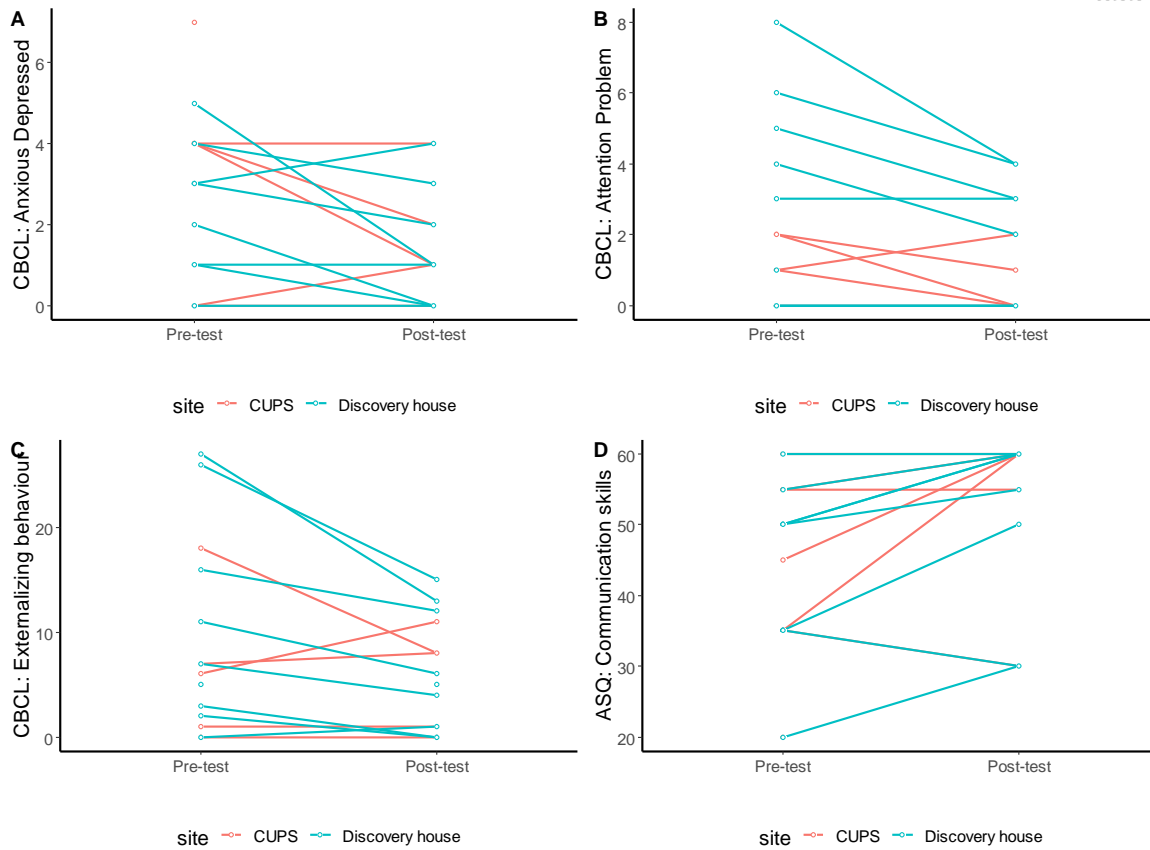 A
CBCL: Anxious Depressed
6
4
2
0
Pre-test Post-test
site CUPS Discovery house
B
CBCL: Attention Problem
8
6
4
2
0
Pre-test Post-test
site CUPS Discovery house
C
CBCL: Externalizing behaviour
20
10
0
Pre-test Post-test
site CUPS Discovery house
D
ASQ: Communication skills
60
50
40
30
20
Pre-test Post-test
site CUPS Discovery house